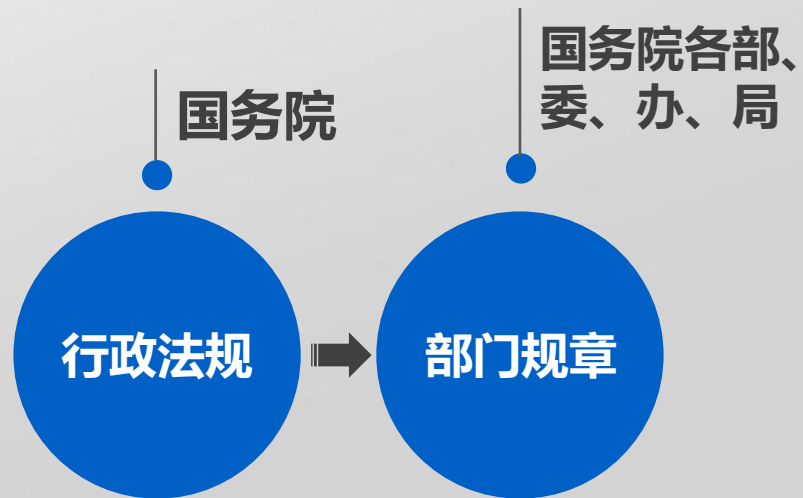 国务院
国务院各部、
委、办、局
行政法规
部门规章